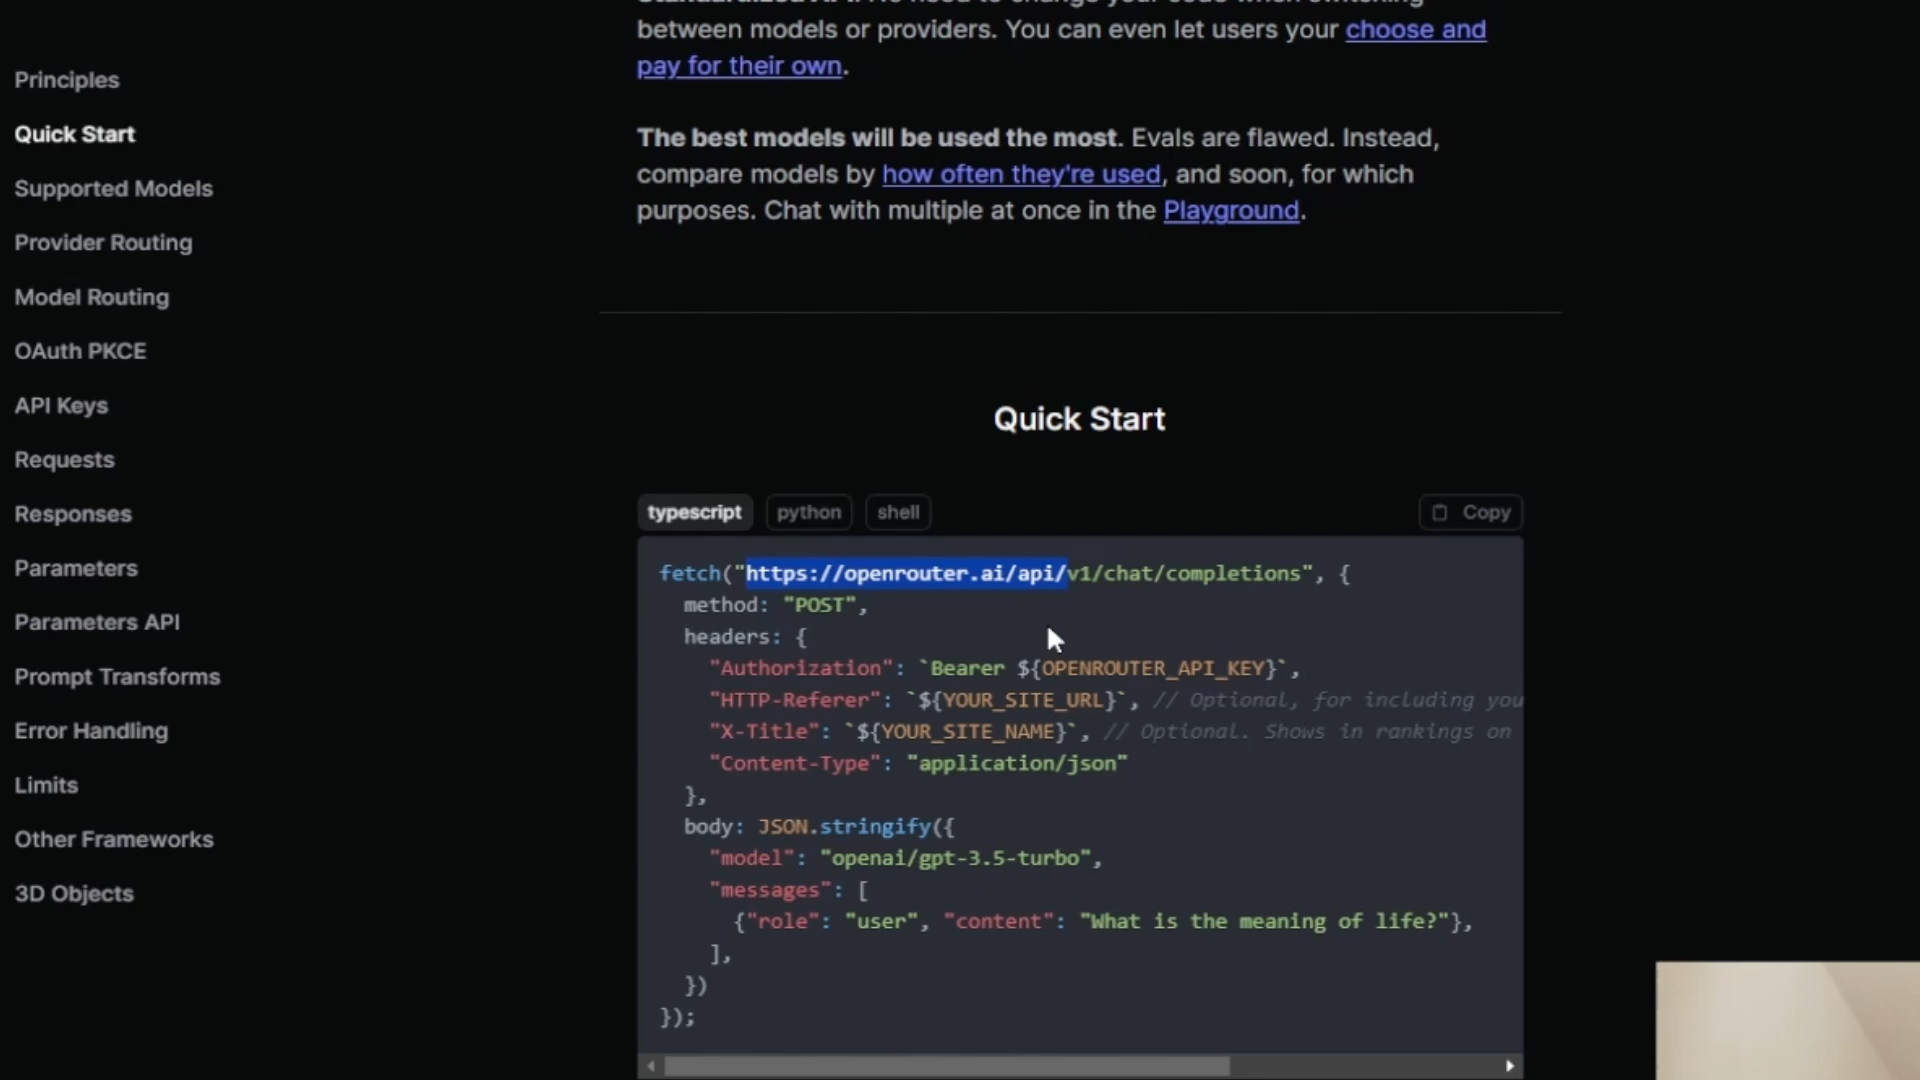 between models or providers. You can even let users your choose and
pay for their own.
The best models will be used the most. Evals are flawed. Instead,
compare models by how often they're used, and soon, for which
purposes. Chat with multiple at once in the Playground.
Principles
Quick Start
Supported Models
Provider Routing
Model Routing
OAuth PKCE
API Keys
Requests
Responses
Parameters
Parameters API
Prompt Transforms
Error Handling
Limits
Other Frameworks
3D Objects
Quick Start
typescript python shell Copy
fetch("https://openrouter.ai/api/v1/chat/completions", {
method: "POST",
headers: {
"Authorization": `Bearer ${OPENROUTER_API_KEY}`,
"HTTP-Referer": `${YOUR_SITE_URL}`, // Optional, for including you
"X-Title": `${YOUR_SITE_NAME}`, // Optional. Shows in rankings on
"Content-Type": "application/json"
},
body: JSON.stringify({
"model": "openai/gpt-3.5-turbo",
"messages": [
{"role": "user", "content": "What is the meaning of life?"},
],
})
});